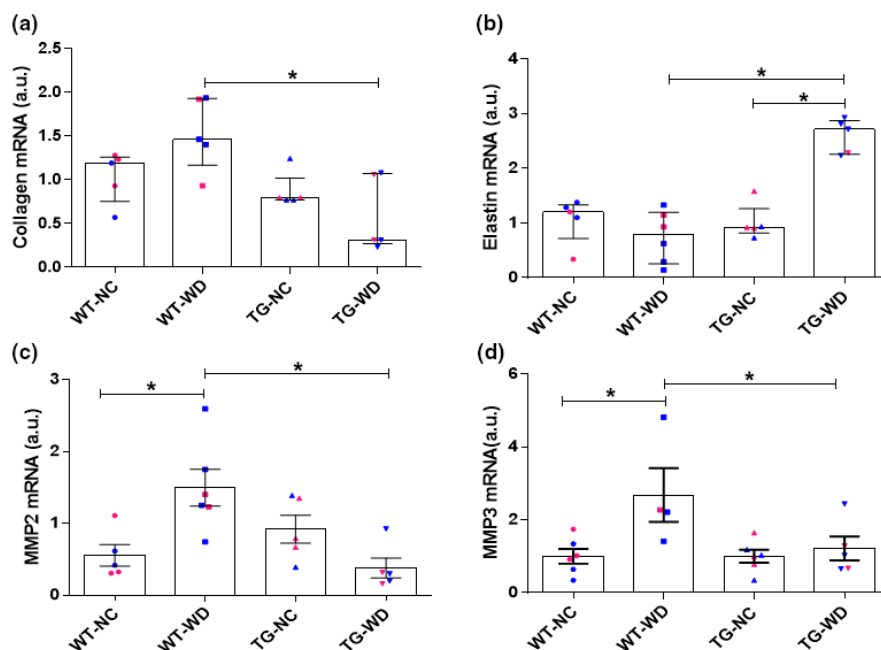 (a)
Collagen mRNA (a.u.)
2.5
2.0
1.5
1.0
0.5
0.0
*
WT-NC
WT-WD
TG-NC
TG-WD
(b)
Elastin mRNA (a.u.)
4
3
2
1
0
*
*
WT-NC
WT-WD
TG-NC
TG-WD
(c)
MMP2 mRNA (a.u.)
3
2
1
0
*
*
WT-NC
WT-WD
TG-NC
TG-WD
(d)
MMP3 mRNA(a.u.)
6
4
2
0
*
*
WT-NC
WT-WD
TG-NC
TG-WD